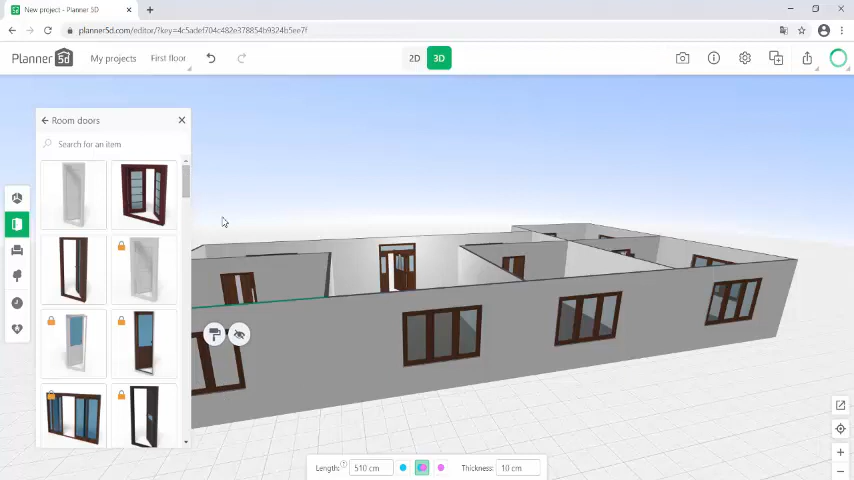 New project - Planner 5D
planner5d.com/editor/?key=4c5adef704c482e378854b9324b5ee7f
Planner 5d
My projects
First floor
2D
3D
Room doors
Search for an item
Length: ? 510 cm
Thickness: 10 cm